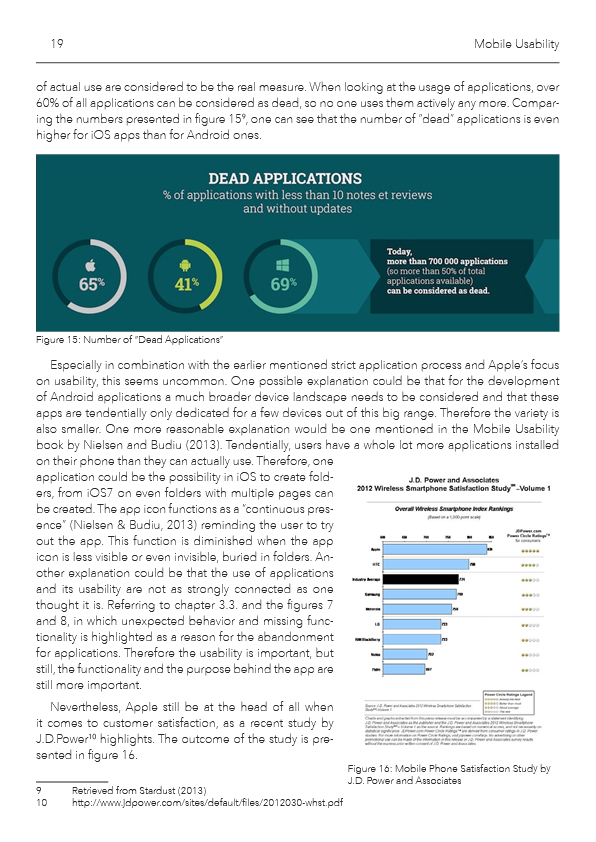 19
Mobile Usability
of actual use are considered to be the real measure. When looking at the usage of applications, over
60% of all applications can be considered as dead, so no one uses them actively any more. Compar-
ing the numbers presented in figure 15⁹, one can see that the number of "dead" applications is even
higher for iOS apps than for Android ones.
DEAD APPLICATIONS
% of applications with less than 10 notes et reviews
and without updates
65%
41%
69%
Today,
more than 700 000 applications
(so more than 50% of total
applications available)
can be considered as dead.
Figure 15: Number of "Dead Applications"
Especially in combination with the earlier mentioned strict application process and Apple's focus
on usability, this seems uncommon. One possible explanation could be that for the development
of Android applications a much broader device landscape needs to be considered and that these
apps are tendentially only dedicated for a few devices out of this big range. Therefore the variety is
also smaller. One more reasonable explanation would be one mentioned in the Mobile Usability
book by Nielsen and Budiu (2013). Tendentially, users have a whole lot more applications installed
on their phone than they can actually use. Therefore, one
application could be the possibility in iOS to create fold-
ers, from iOS7 on even folders with multiple pages can
be created. The app icon functions as a "continuous pres-
ence" (Nielsen & Budiu, 2013) reminding the user to try
out the app. This function is diminished when the app
icon is less visible or even invisible, buried in folders. An-
other explanation could be that the use of applications
and its usability are not as strongly connected as one
thought it is. Referring to chapter 3.3. and the figures 7
and 8, in which unexpected behavior and missing func-
tionality is highlighted as a reason for the abandonment
for applications. Therefore the usability is important, but
still, the functionality and the purpose behind the app are
still more important.
Nevertheless, Apple still be at the head of all when
it comes to customer satisfaction, as a recent study by
J.D.Power¹⁰ highlights. The outcome of the study is pre-
sented in figure 16.
J.D. Power and Associates
2012 Wireless Smartphone Satisfaction Study℠–Volume 1
Overall Wireless Smartphone Index Rankings
(Based on a 1,000-point scale)
JDPower.com
Power Circle Ratings™
for consumers
Apple
HTC
Industry Average
774
Samsung
Motorola
LG
RIM BlackBerry
Nokia
Palm
Power Circle Ratings Legend
Among the best
Better than most
About average
The rest
Source: J.D. Power and Associates 2012 Wireless Smartphone Satisfaction
Study℠-Volume 1
Figure 16: Mobile Phone Satisfaction Study by
J.D. Power and Associates
9 Retrieved from Stardust (2013)
10 http://www.jdpower.com/sites/default/files/2012030-whst.pdf